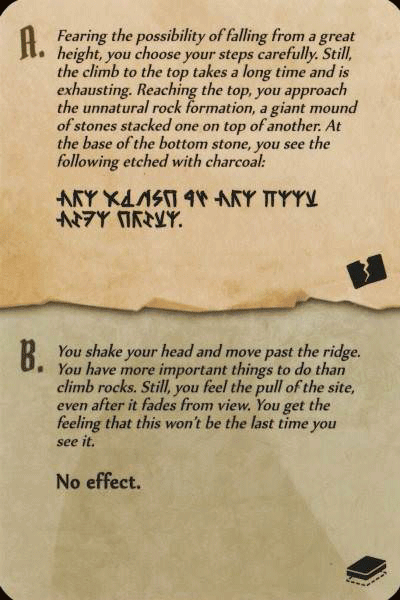 A.
Fearing the possibility of falling from a great
height, you choose your steps carefully. Still,
the climb to the top takes a long time and is
exhausting. Reaching the top, you approach
the unnatural rock formation, a giant mound
of stones stacked one on top of another. At
the base of the bottom stone, you see the
following etched with charcoal:
B.
You shake your head and move past the ridge.
You have more important things to do than
climb rocks. Still, you feel the pull of the site,
even after it fades from view. You get the
feeling that this won't be the last time you
see it.
No effect.